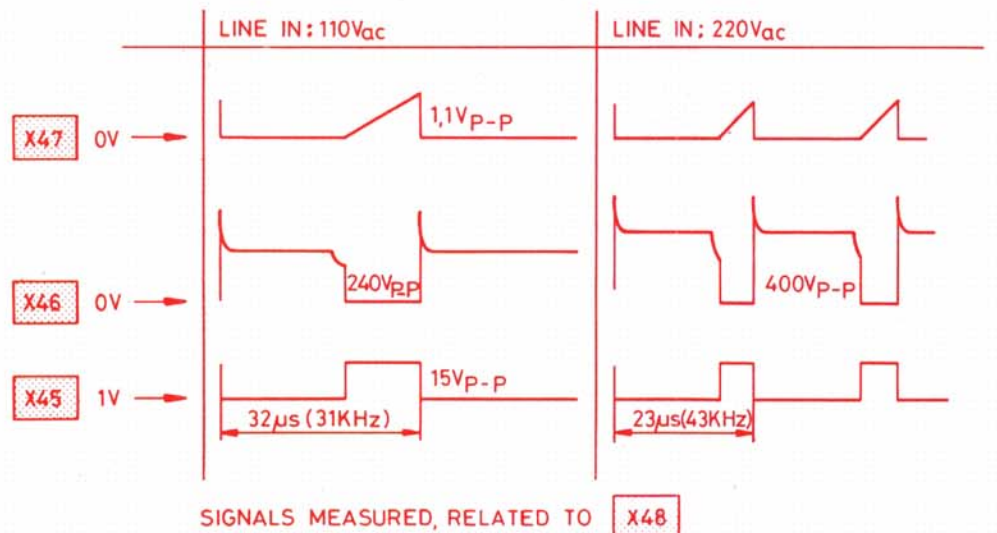 LINE IN: 110Vac
LINE IN: 220Vac
X47 0V
1,1VP-P
X46 0V
240VP-P
400VP-P
X45 1V
15VP-P
32µs (31KHz)
23µs(43KHz)
SIGNALS MEASURED, RELATED TO X48